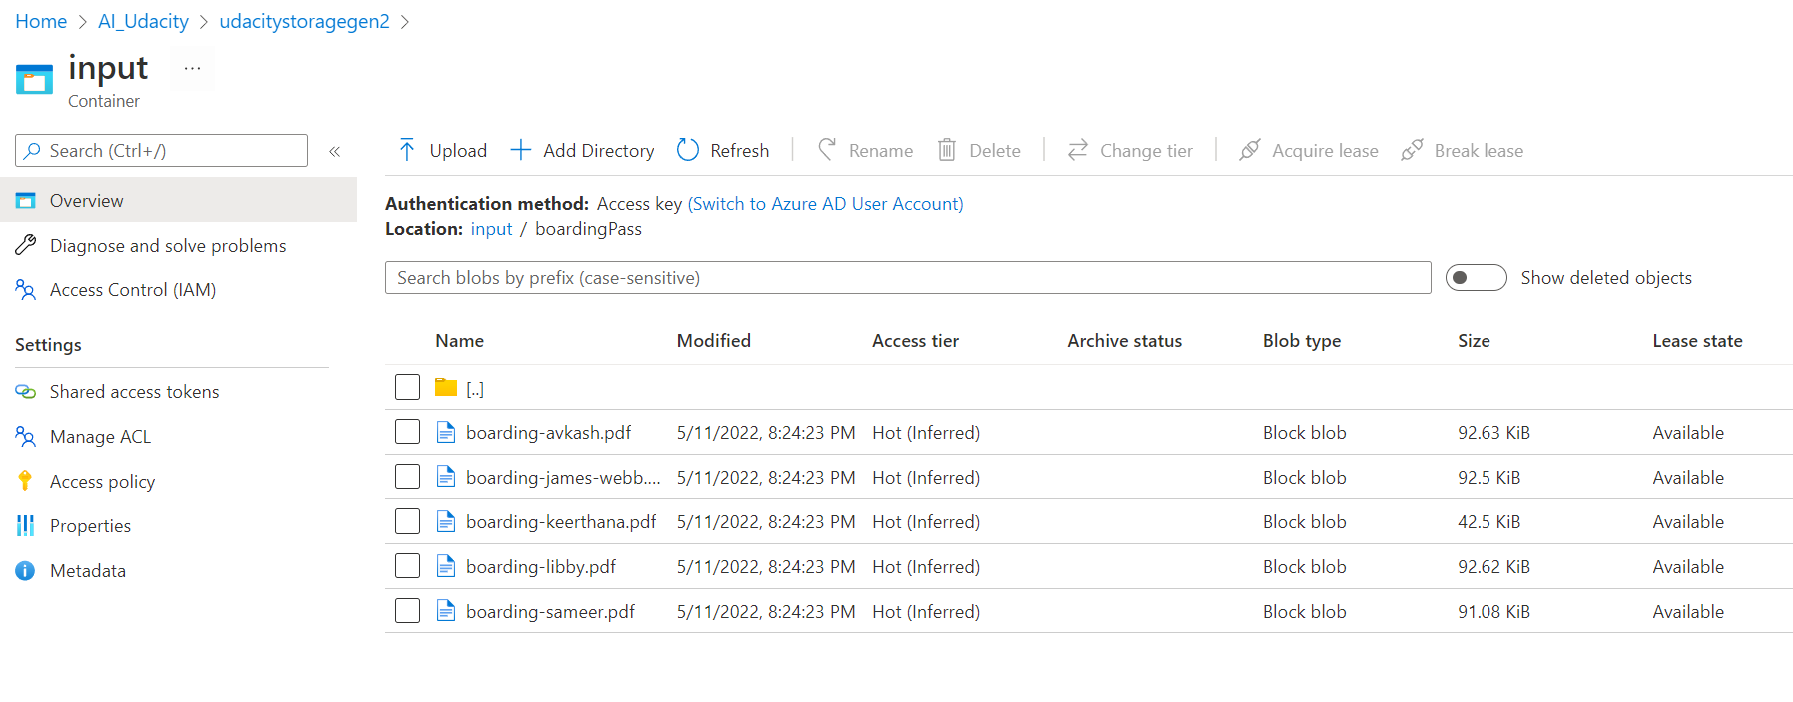 Home > AI_Udacity > udacitystoragegen2 >
input ...
Container
Search (Ctrl+/) «
Overview
Diagnose and solve problems
Access Control (IAM)
Settings
Shared access tokens
Manage ACL
Access policy
Properties
Metadata
Upload Add Directory Refresh Rename Delete Change tier Acquire lease Break lease
Authentication method: Access key (Switch to Azure AD User Account)
Location: input / boardingPass
Search blobs by prefix (case-sensitive) Show deleted objects
Name Modified Access tier Archive status Blob type Size Lease state
[..]
boarding-avkash.pdf 5/11/2022, 8:24:23 PM Hot (Inferred) Block blob 92.63 KiB Available
boarding-james-webb.... 5/11/2022, 8:24:23 PM Hot (Inferred) Block blob 92.5 KiB Available
boarding-keerthana.pdf 5/11/2022, 8:24:23 PM Hot (Inferred) Block blob 42.5 KiB Available
boarding-libby.pdf 5/11/2022, 8:24:23 PM Hot (Inferred) Block blob 92.62 KiB Available
boarding-sameer.pdf 5/11/2022, 8:24:23 PM Hot (Inferred) Block blob 91.08 KiB Available